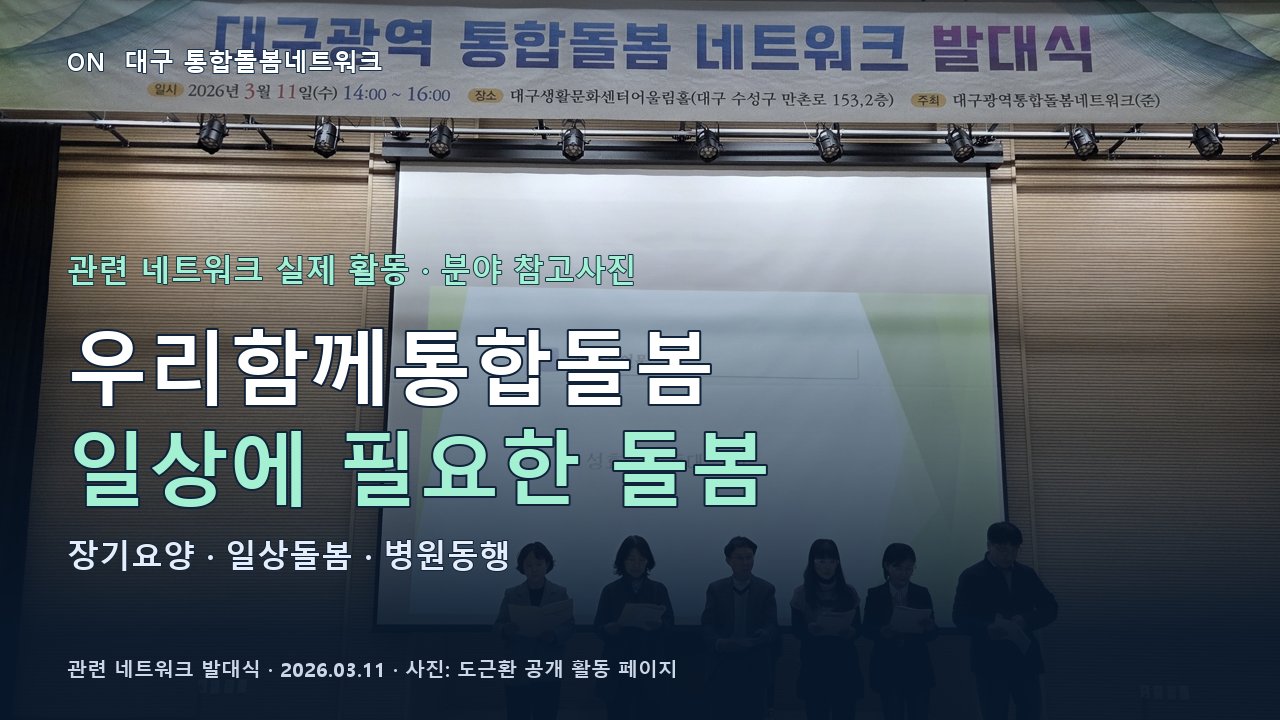 대구광역 통합돌봄 네트워크 발대식
ON 대구 통합돌봄네트워크
일시 2026년 3월 11일(수) 14:00 ~ 16:00 장소 대구생활문화센터어울림홀(대구 수성구 만촌로 153,2층) 주최 대구광역통합돌봄네트워크(준)
관련 네트워크 실제 활동 · 분야 참고사진
우리함께통합돌봄
일상에 필요한 돌봄
장기요양 · 일상돌봄 · 병원동행
관련 네트워크 발대식 · 2026.03.11 · 사진: 도근환 공개 활동 페이지